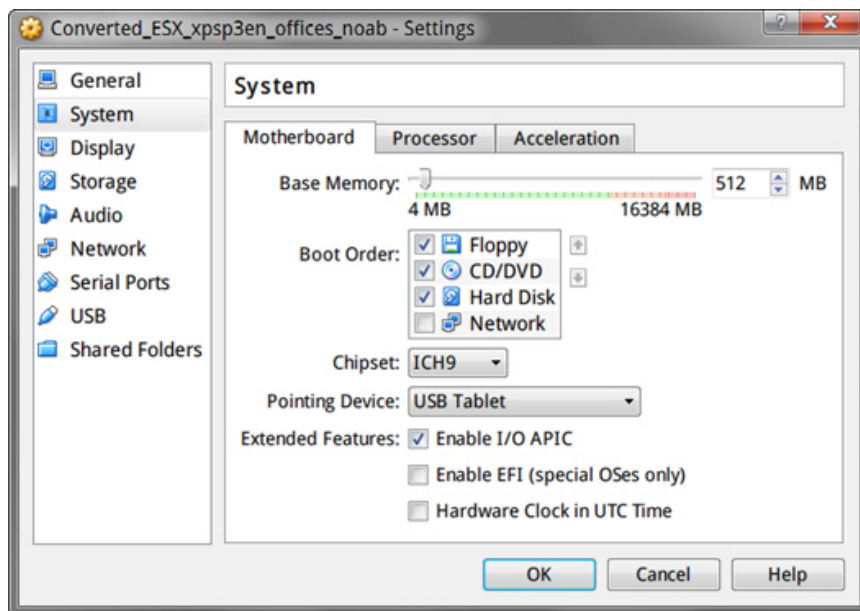 Converted_ESX_xpsp3en_offices_noab - Settings
General
System
Display
Storage
Audio
Network
Serial Ports
USB
Shared Folders
System
Motherboard Processor Acceleration
Base Memory: 512 MB
4 MB 16384 MB
Boot Order: Floppy
CD/DVD
Hard Disk
Network
Chipset: ICH9
Pointing Device: USB Tablet
Extended Features: Enable I/O APIC
Enable EFI (special OSes only)
Hardware Clock in UTC Time
OK Cancel Help